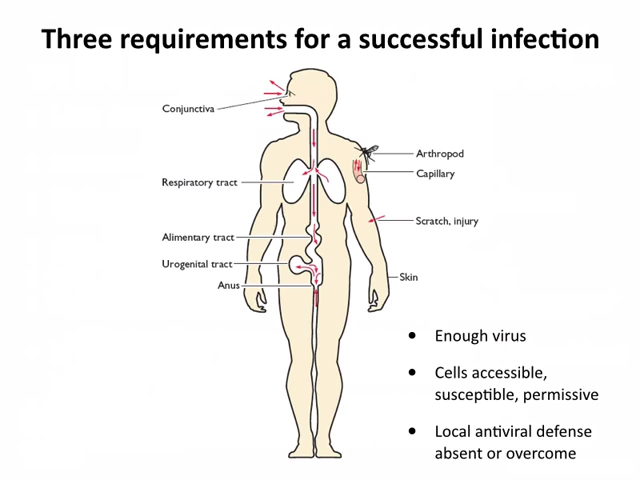 Three requirements for a successful infection
Conjunctiva
Arthropod
Capillary
Respiratory tract
Scratch, injury
Alimentary tract
Urogenital tract
Skin
Anus
• Enough virus
• Cells accessible,
susceptible, permissive
• Local antiviral defense
absent or overcome